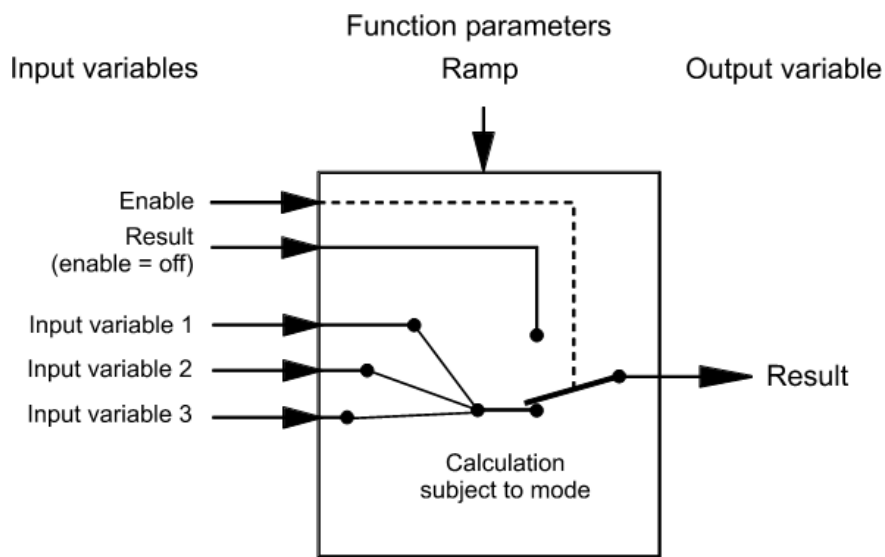 Function parameters
Input variables
Ramp
Output variable
Enable
Result
(enable = off)
Input variable 1
Input variable 2
Input variable 3
Result
Calculation
subject to mode